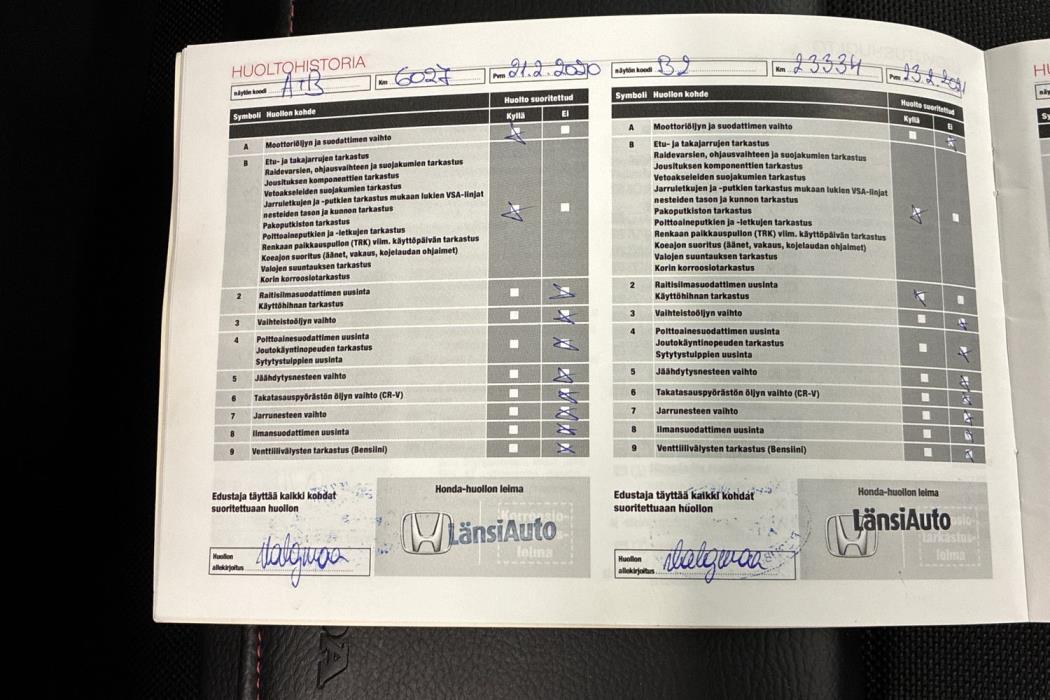 HUOLTOHISTORIA
näytön koodi A+B Km 6027 Pvm 21.2.2020
Symboli Huollon kohde Huolto suoritettud
Kyllä Ei
A Moottoriöljyn ja suodattimen vaihto
B Etu- ja takajarrujen tarkastus
Raidevarsien, ohjausvaihteen ja suojakumien tarkastus
Jousituksen komponenttien tarkastus
Vetoakseleiden suojakumien tarkastus
Jarruletkujen ja -putkien tarkastus mukaan lukien VSA-linjat
nesteiden tason ja kunnon tarkastus
Pakoputkiston tarkastus
Polttoaineputkien ja -letkujen tarkastus
Renkaan paikkauspullon (TRK) viim. käyttöpäivän tarkastus
Koeajon suoritus (äänet, vakaus, kojelaudan ohjaimet)
Valojen suuntauksen tarkastus
Korin korroosiotarkastus
2 Raitisilmasuodattimen uusinta
Käyttöhihnan tarkastus
3 Vaihteistoöljyn vaihto
4 Polttoainesuodattimen uusinta
Joutokäyntinopeuden tarkastus
Sytytystulppien uusinta
5 Jäähdytysnesteen vaihto
6 Takatasauspyörästön öljyn vaihto (CR-V)
7 Jarrunesteen vaihto
8 Ilmansuodattimen uusinta
9 Venttiilivälysten tarkastus (Bensiini)
Edustaja täyttää kaikki kohdat
suoritettuaan huollon
Honda-huollon leima
LänsiAuto
Huollon
allekirjoitus
näytön koodi B2 Km 23334 Pvm 23.2.2021
Symboli Huollon kohde Huolto suoritettud
Kyllä Ei
A Moottoriöljyn ja suodattimen vaihto
B Etu- ja takajarrujen tarkastus
Raidevarsien, ohjausvaihteen ja suojakumien tarkastus
Jousituksen komponenttien tarkastus
Vetoakseleiden suojakumien tarkastus
Jarruletkujen ja -putkien tarkastus mukaan lukien VSA-linjat
nesteiden tason ja kunnon tarkastus
Pakoputkiston tarkastus
Polttoaineputkien ja -letkujen tarkastus
Renkaan paikkauspullon (TRK) viim. käyttöpäivän tarkastus
Koeajon suoritus (äänet, vakaus, kojelaudan ohjaimet)
Valojen suuntauksen tarkastus
Korin korroosiotarkastus
2 Raitisilmasuodattimen uusinta
Käyttöhihnan tarkastus
3 Vaihteistoöljyn vaihto
4 Polttoainesuodattimen uusinta
Joutokäyntinopeuden tarkastus
Sytytystulppien uusinta
5 Jäähdytysnesteen vaihto
6 Takatasauspyörästön öljyn vaihto (CR-V)
7 Jarrunesteen vaihto
8 Ilmansuodattimen uusinta
9 Venttiilivälysten tarkastus (Bensiini)
Edustaja täyttää kaikki kohdat
suoritettuaan huollon
Honda-huollon leima
LänsiAuto
Huollon
allekirjoitus